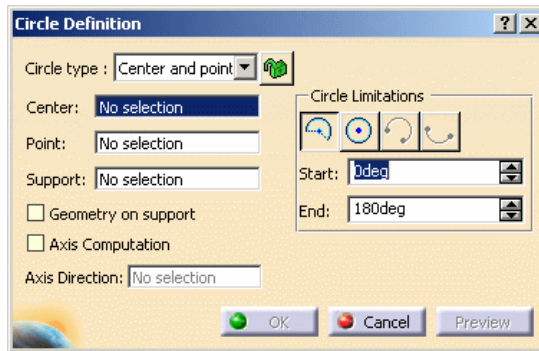 Circle Definition
Circle type : Center and point
Center: No selection
Point: No selection
Support: No selection
Geometry on support
Axis Computation
Axis Direction: No selection
Circle Limitations
Start: 0deg
End: 180deg
OK Cancel Preview